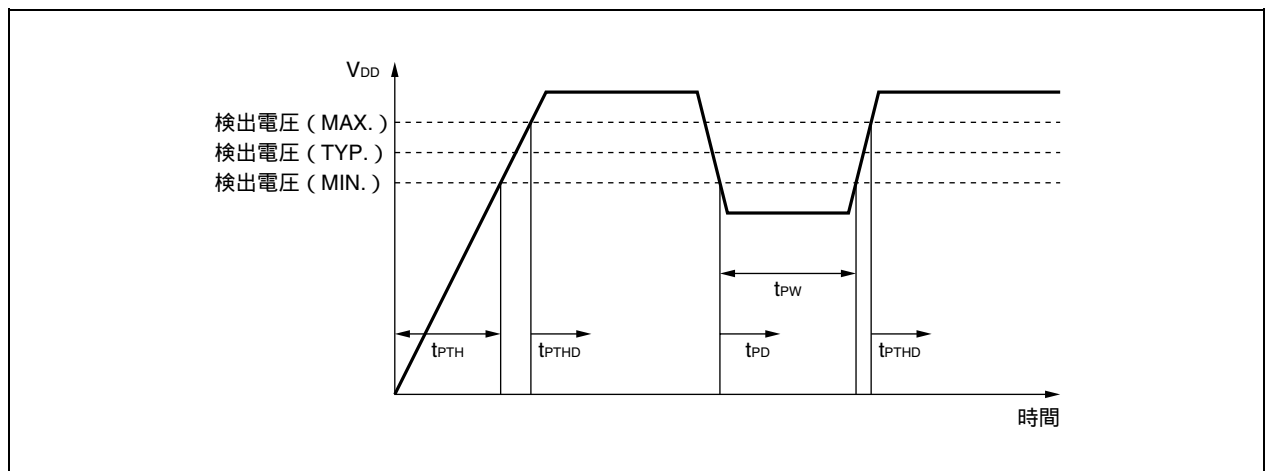 VDD
検出電圧（MAX.）
検出電圧（TYP.）
検出電圧（MIN.）
tPW
tPTH
tPTHD
tPD
tPTHD
時間